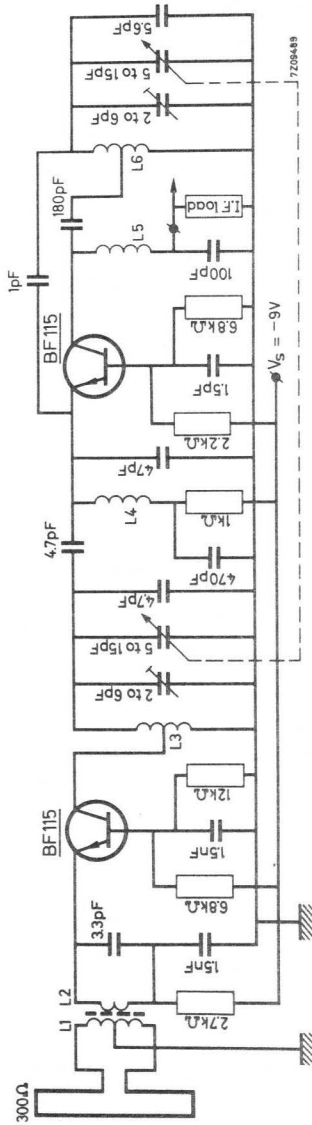 300Ω
L1
L2
3.3pF
2.7kΩ
1.5nF
BF115
6.8kΩ
1.5nF
12kΩ
L3
2 to 6pF
5 to 15pF
4.7pF
4.7pF
470pF
L4
1kΩ
47pF
2.2kΩ
1.5pF
6.8kΩ
BF115
1pF
180pF
L5
100pF
I.F load
L6
2 to 6pF
5 to 15pF
5.6pF
Vs = -9V
7Z09489